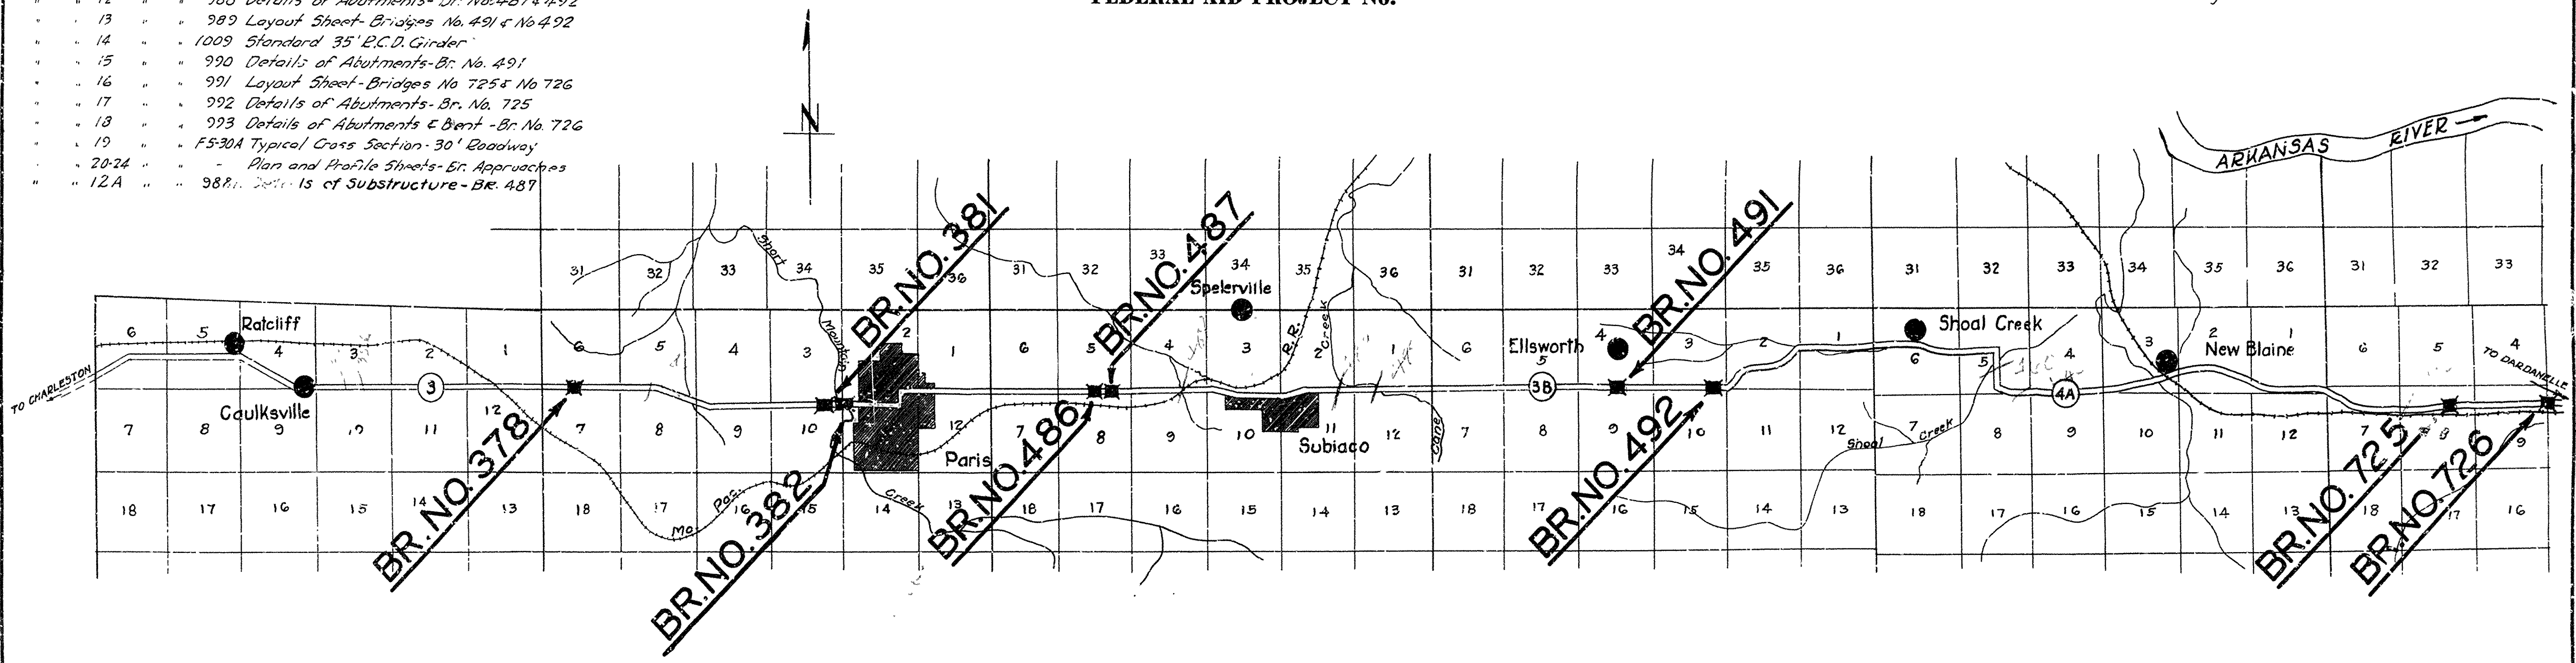 " " 12 " " 988 Details of Abutments - Br. No. 487 & 492
" " 13 " " 989 Layout Sheet - Bridges No. 491 & No 492
" " 14 " " 1009 Standard 35' R.C.D. Girder
" " 15 " " 990 Details of Abutments - Br. No. 491
" " 16 " " 991 Layout Sheet - Bridges No 725 & No 726
" " 17 " " 992 Details of Abutments - Br. No. 725
" " 18 " " 993 Details of Abutments & Bent - Br. No. 726
" " 19 " " FS-30A Typical Cross Section - 30' Roadway
" " 20-24 " " - Plan and Profile Sheets - Br. Approaches
" " 12A " " 988 Details of Substructure - BR. 487
FEDERAL AID PROJECT NO.
N
ARKANSAS RIVER
BR. NO. 381
BR. NO. 487
BR. NO. 491
31 32 33 34 35 36 31 32 33 34 35 36 31 32 33 34 35 36 31 32 33 34 35 36 31 32 33
Short
Mountain
Spelerville
Ratcliff
Ellsworth
Shoal Creek
New Blaine
R.R.
Creek
6 5 4 3 2 1 6 5 4 3 2 1 6 5 4 3 2 1 6 5 4 3 2 1 6 5 4 3 2 1 6 5 4
TO CHARLESTON
TO DARDANELLE
3
3B
4A
Caulksville
Paris
Subiaco
Cane
Shoal Creek
7 8 9 10 11 12 7 8 9 10 12 7 8 10 11 12 7 8 9 10 11 12 7 8 9 10 11 12 7 8 9
Mo. Pac.
Creek
18 17 16 15 14 13 18 17 16 15 14 13 18 17 16 15 14 13 18 17 16 15 14 13 18 17 16 15 14 13 18 17 16
BR. NO. 378
BR. NO. 382
BR. NO. 486
BR. NO. 492
BR. NO. 725
BR. NO. 726